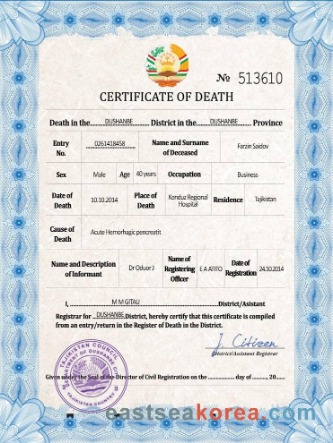 № 513610
CERTIFICATE OF DEATH
Death in the DUSHANBE District in the DUSHANBE Province
Entry No. 0261418458 Name and Surname of Deceased Farzin Saidov
Sex Male Age 40 years Occupation Business
Date of Death 10.10.2014 Place of Death Konduz Regional Hospital Residence Tajikistan
Cause of Death Acute Hemorhagic pencreatit
Name and Description of Informant Dr Oduor J Name of Registering Officer Date of Registration 24.10.2014
I, M M GITAU District/Asistant
Registrar for DUSHANBE District, hereby certify that this certificate is compiled
from an entry/return in the Register of Death in the District.
J. Citizen
District/Assistant Registrar
Given under the Seal of the Director of Civil Registration on the ........ day of ........, 20.....
eastseakorea.com